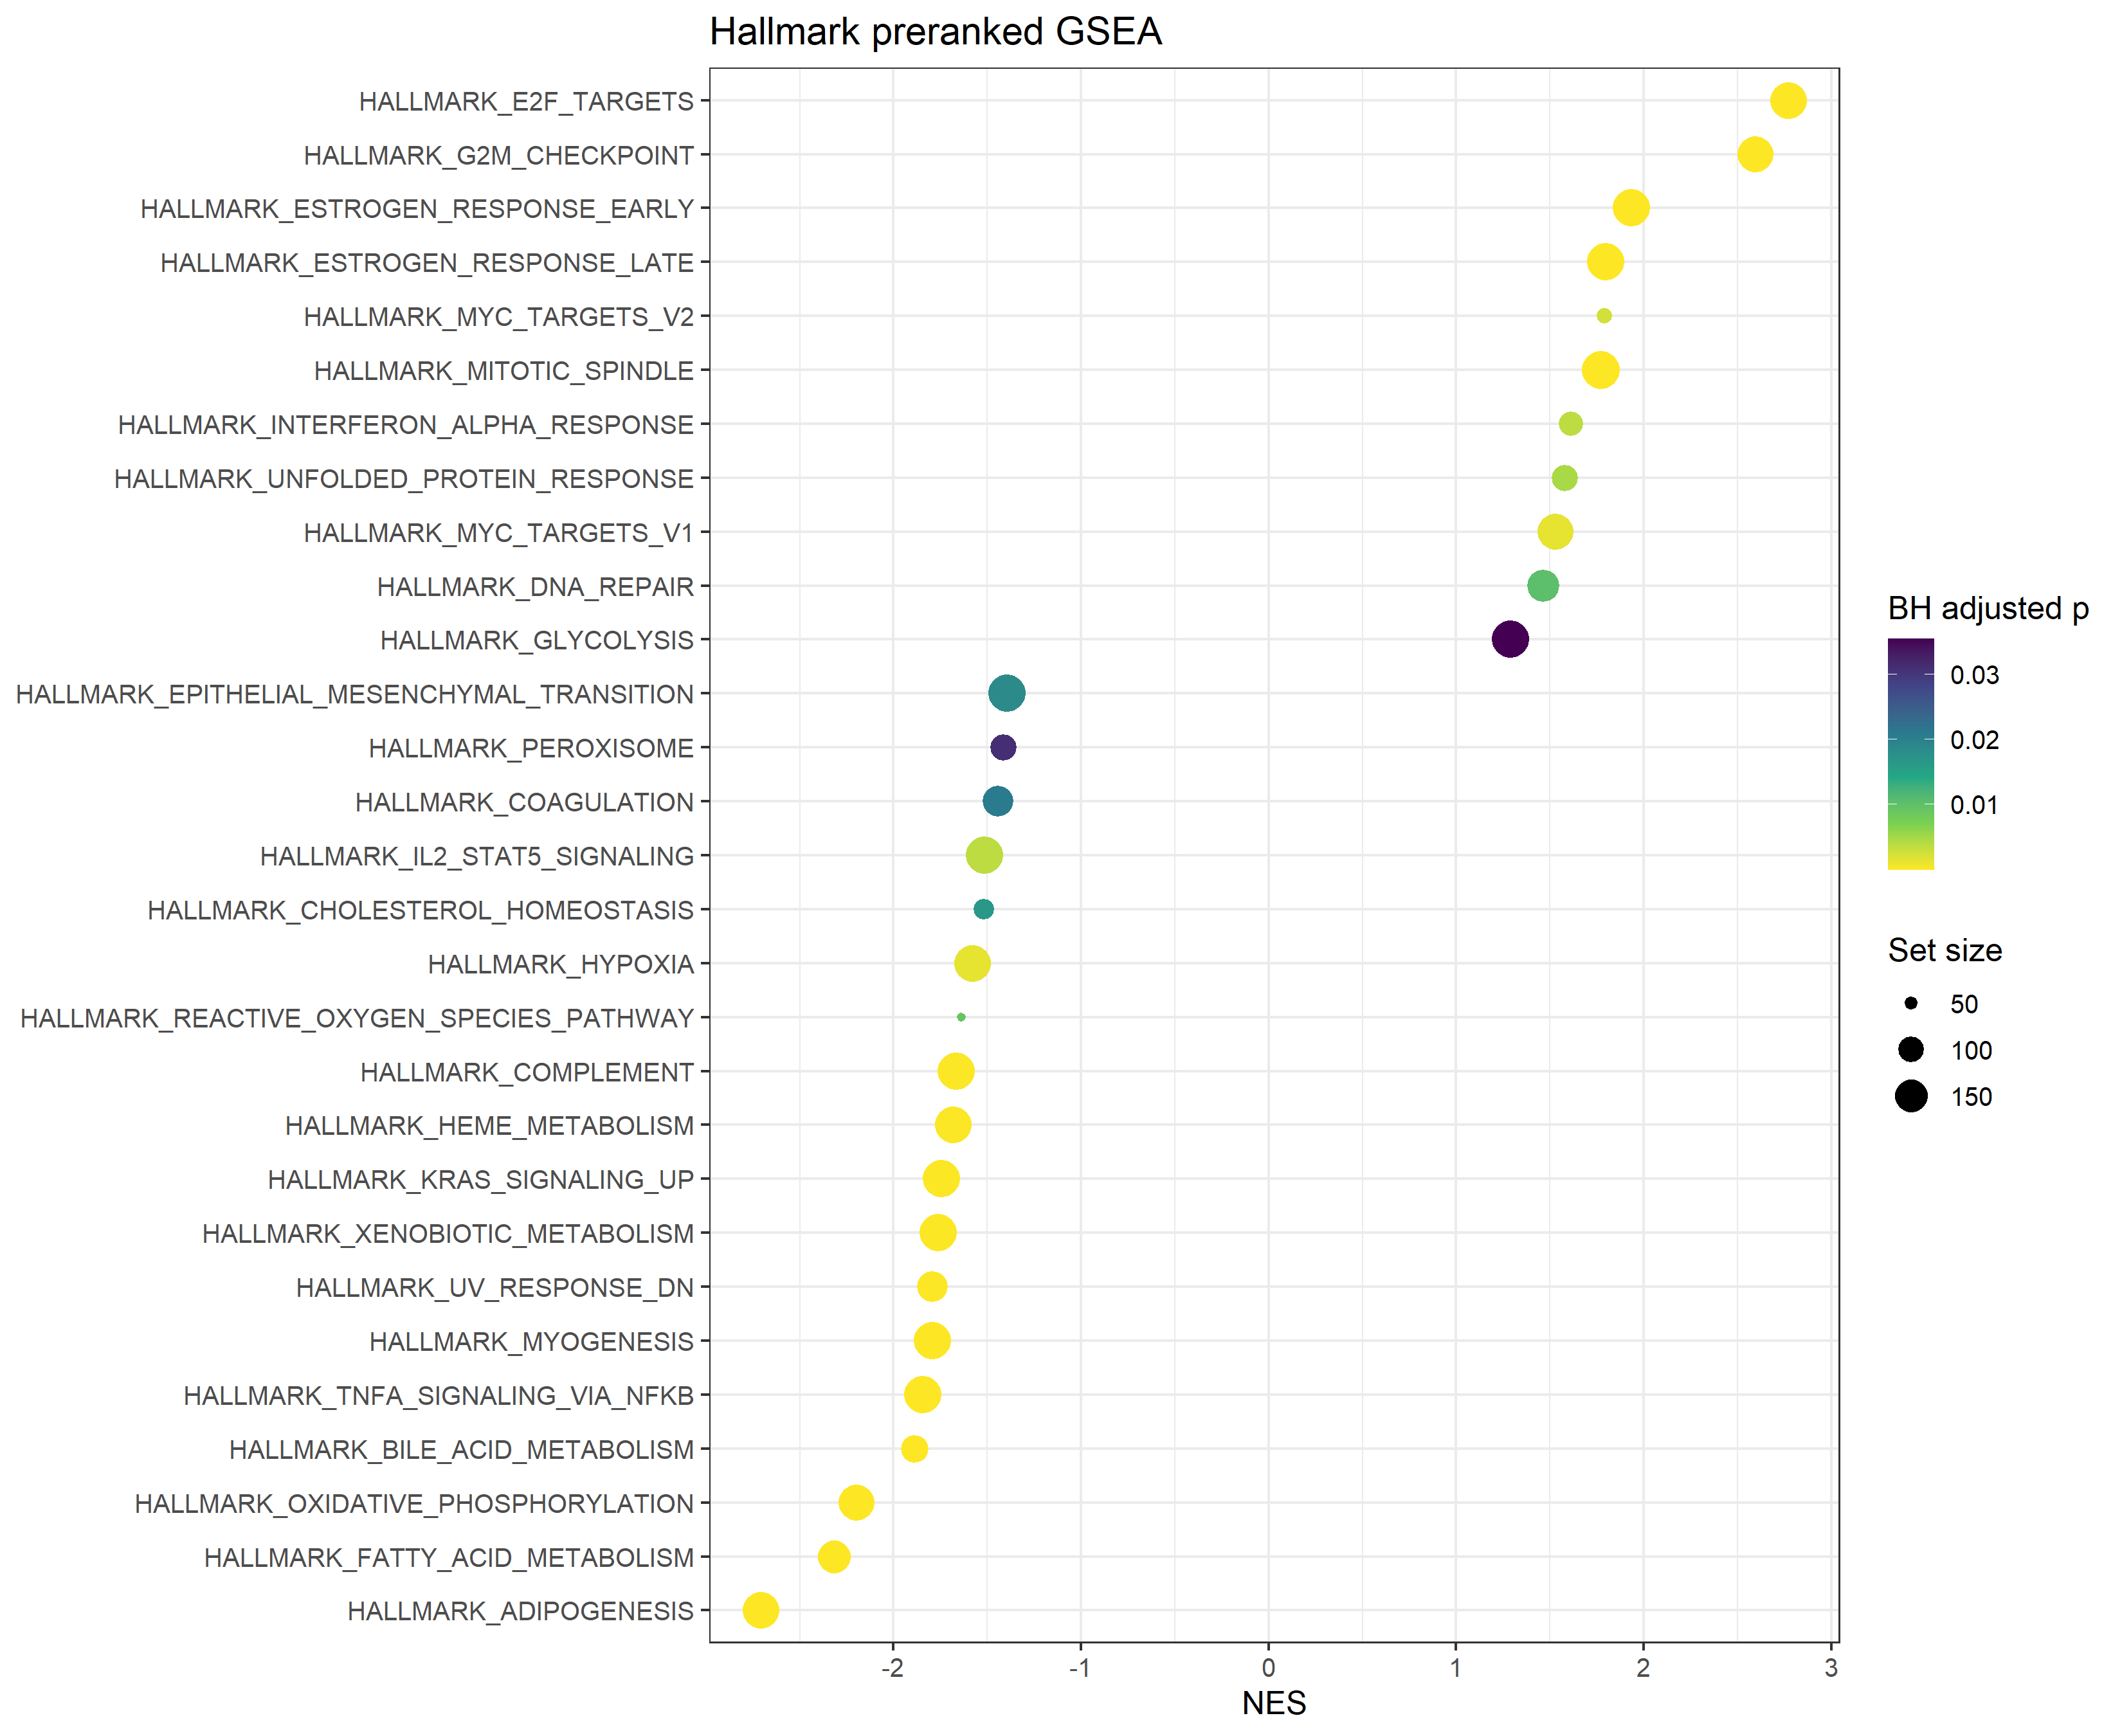 Hallmark preranked GSEA
HALLMARK_E2F_TARGETS
HALLMARK_G2M_CHECKPOINT
HALLMARK_ESTROGEN_RESPONSE_EARLY
HALLMARK_ESTROGEN_RESPONSE_LATE
HALLMARK_MYC_TARGETS_V2
HALLMARK_MITOTIC_SPINDLE
HALLMARK_INTERFERON_ALPHA_RESPONSE
HALLMARK_UNFOLDED_PROTEIN_RESPONSE
HALLMARK_MYC_TARGETS_V1
HALLMARK_DNA_REPAIR
HALLMARK_GLYCOLYSIS
HALLMARK_EPITHELIAL_MESENCHYMAL_TRANSITION
HALLMARK_PEROXISOME
HALLMARK_COAGULATION
HALLMARK_IL2_STAT5_SIGNALING
HALLMARK_CHOLESTEROL_HOMEOSTASIS
HALLMARK_HYPOXIA
HALLMARK_REACTIVE_OXYGEN_SPECIES_PATHWAY
HALLMARK_COMPLEMENT
HALLMARK_HEME_METABOLISM
HALLMARK_KRAS_SIGNALING_UP
HALLMARK_XENOBIOTIC_METABOLISM
HALLMARK_UV_RESPONSE_DN
HALLMARK_MYOGENESIS
HALLMARK_TNFA_SIGNALING_VIA_NFKB
HALLMARK_BILE_ACID_METABOLISM
HALLMARK_OXIDATIVE_PHOSPHORYLATION
HALLMARK_FATTY_ACID_METABOLISM
HALLMARK_ADIPOGENESIS
-2 -1 0 1 2 3
NES
BH adjusted p
0.03
0.02
0.01
Set size
50
100
150